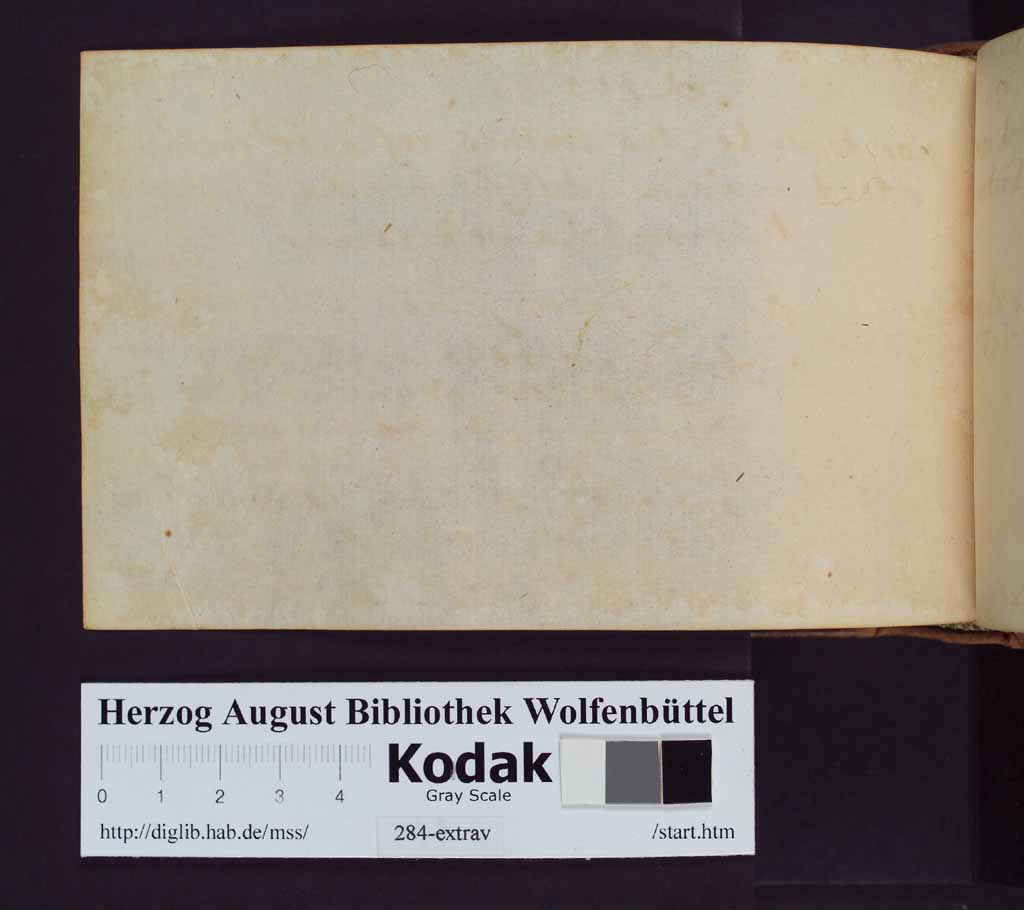 Herzog August Bibliothek Wolfenbüttel
Kodak
Gray Scale
0 1 2 3 4
http://diglib.hab.de/mss/ 284-extrav /start.htm